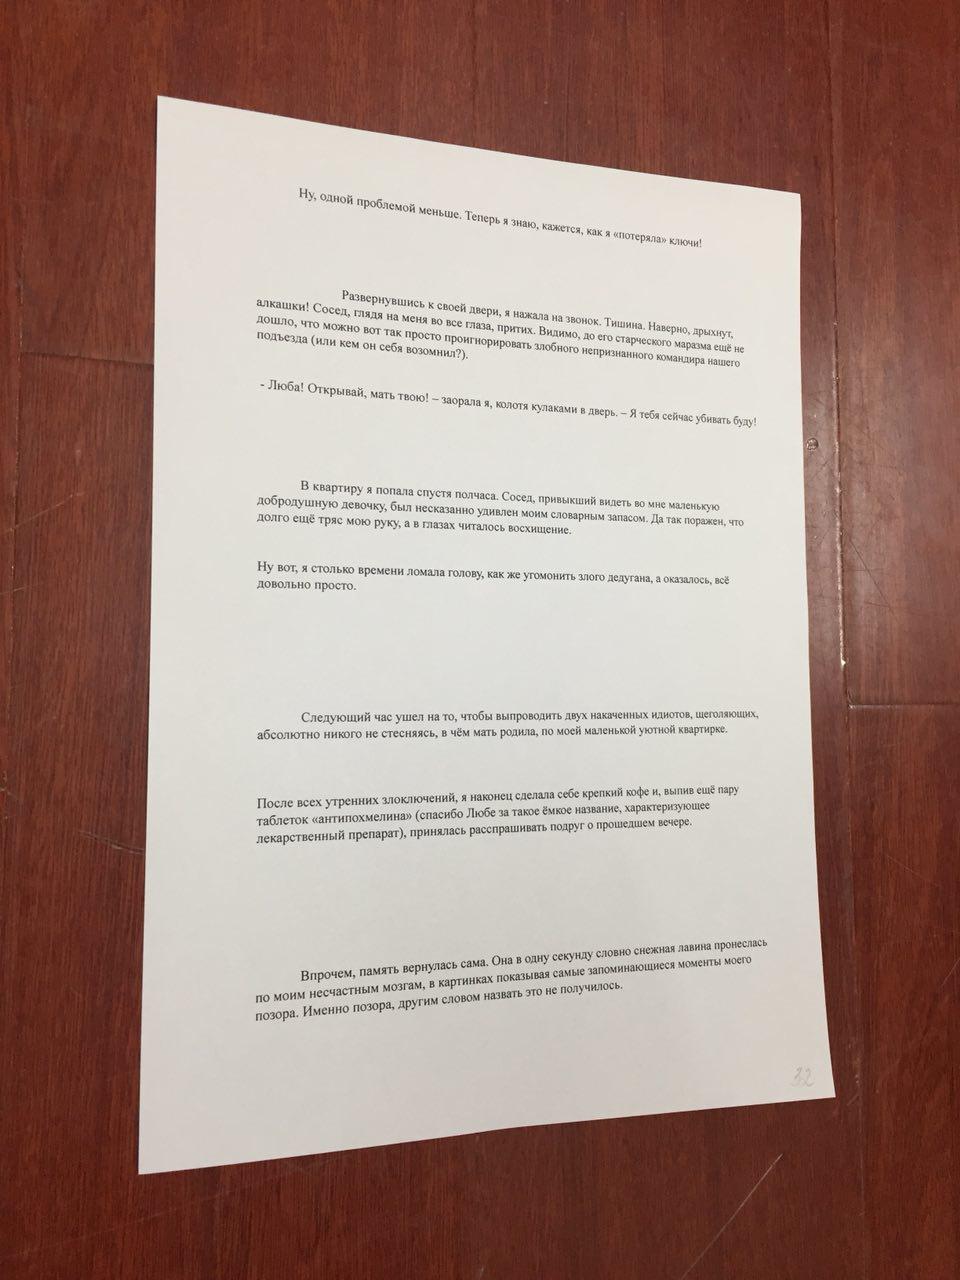 Ну, одной проблемой меньше. Теперь я знаю, кажется, как я «потеряла» ключи!
Развернувшись к своей двери, я нажала на звонок. Тишина. Наверно, дрыхнут,
алкашки! Сосед, глядя на меня во все глаза, притих. Видимо, до его старческого маразма ещё не
дошло, что можно вот так просто проигнорировать злобного непризнанного командира нашего
подъезда (или кем он себя возомнил?).
- Люба! Открывай, мать твою! – заорала я, колотя кулаками в дверь. – Я тебя сейчас убивать буду!
В квартиру я попала спустя полчаса. Сосед, привыкший видеть во мне маленькую
добродушную девочку, был несказанно удивлен моим словарным запасом. Да так поражен, что
долго ещё тряс мою руку, а в глазах читалось восхищение.
Ну вот, я столько времени ломала голову, как же угомонить злого дедугана, а оказалось, всё
довольно просто.
Следующий час ушел на то, чтобы выпроводить двух накаченных идиотов, щеголяющих,
абсолютно никого не стесняясь, в чём мать родила, по моей маленькой уютной квартирке.
После всех утренних злоключений, я наконец сделала себе крепкий кофе и, выпив ещё пару
таблеток «антипохмелина» (спасибо Любе за такое ёмкое название, характеризующее
лекарственный препарат), принялась расспрашивать подруг о прошедшем вечере.
Впрочем, память вернулась сама. Она в одну секунду словно снежная лавина пронеслась
по моим несчастным мозгам, в картинках показывая самые запоминающиеся моменты моего
позора. Именно позора, другим словом назвать это не получилось.
32